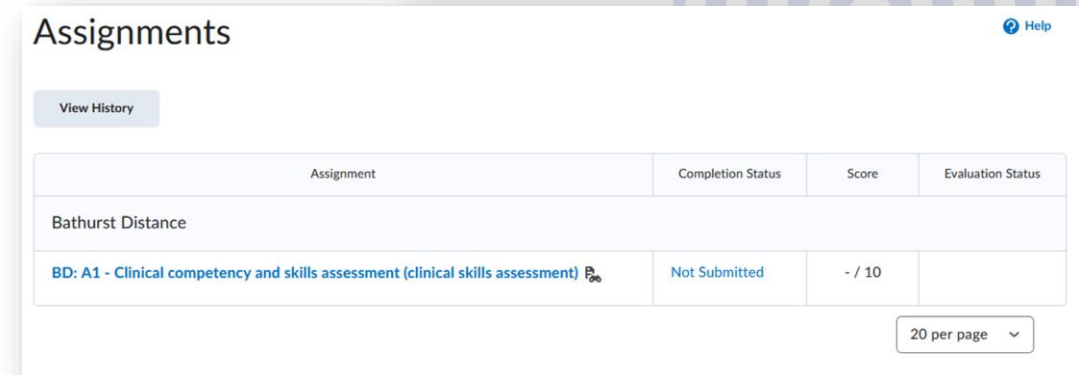 Assignments
Help
View History
Assignment Completion Status Score Evaluation Status
Bathurst Distance
BD: A1 - Clinical competency and skills assessment (clinical skills assessment) Not Submitted - / 10
20 per page